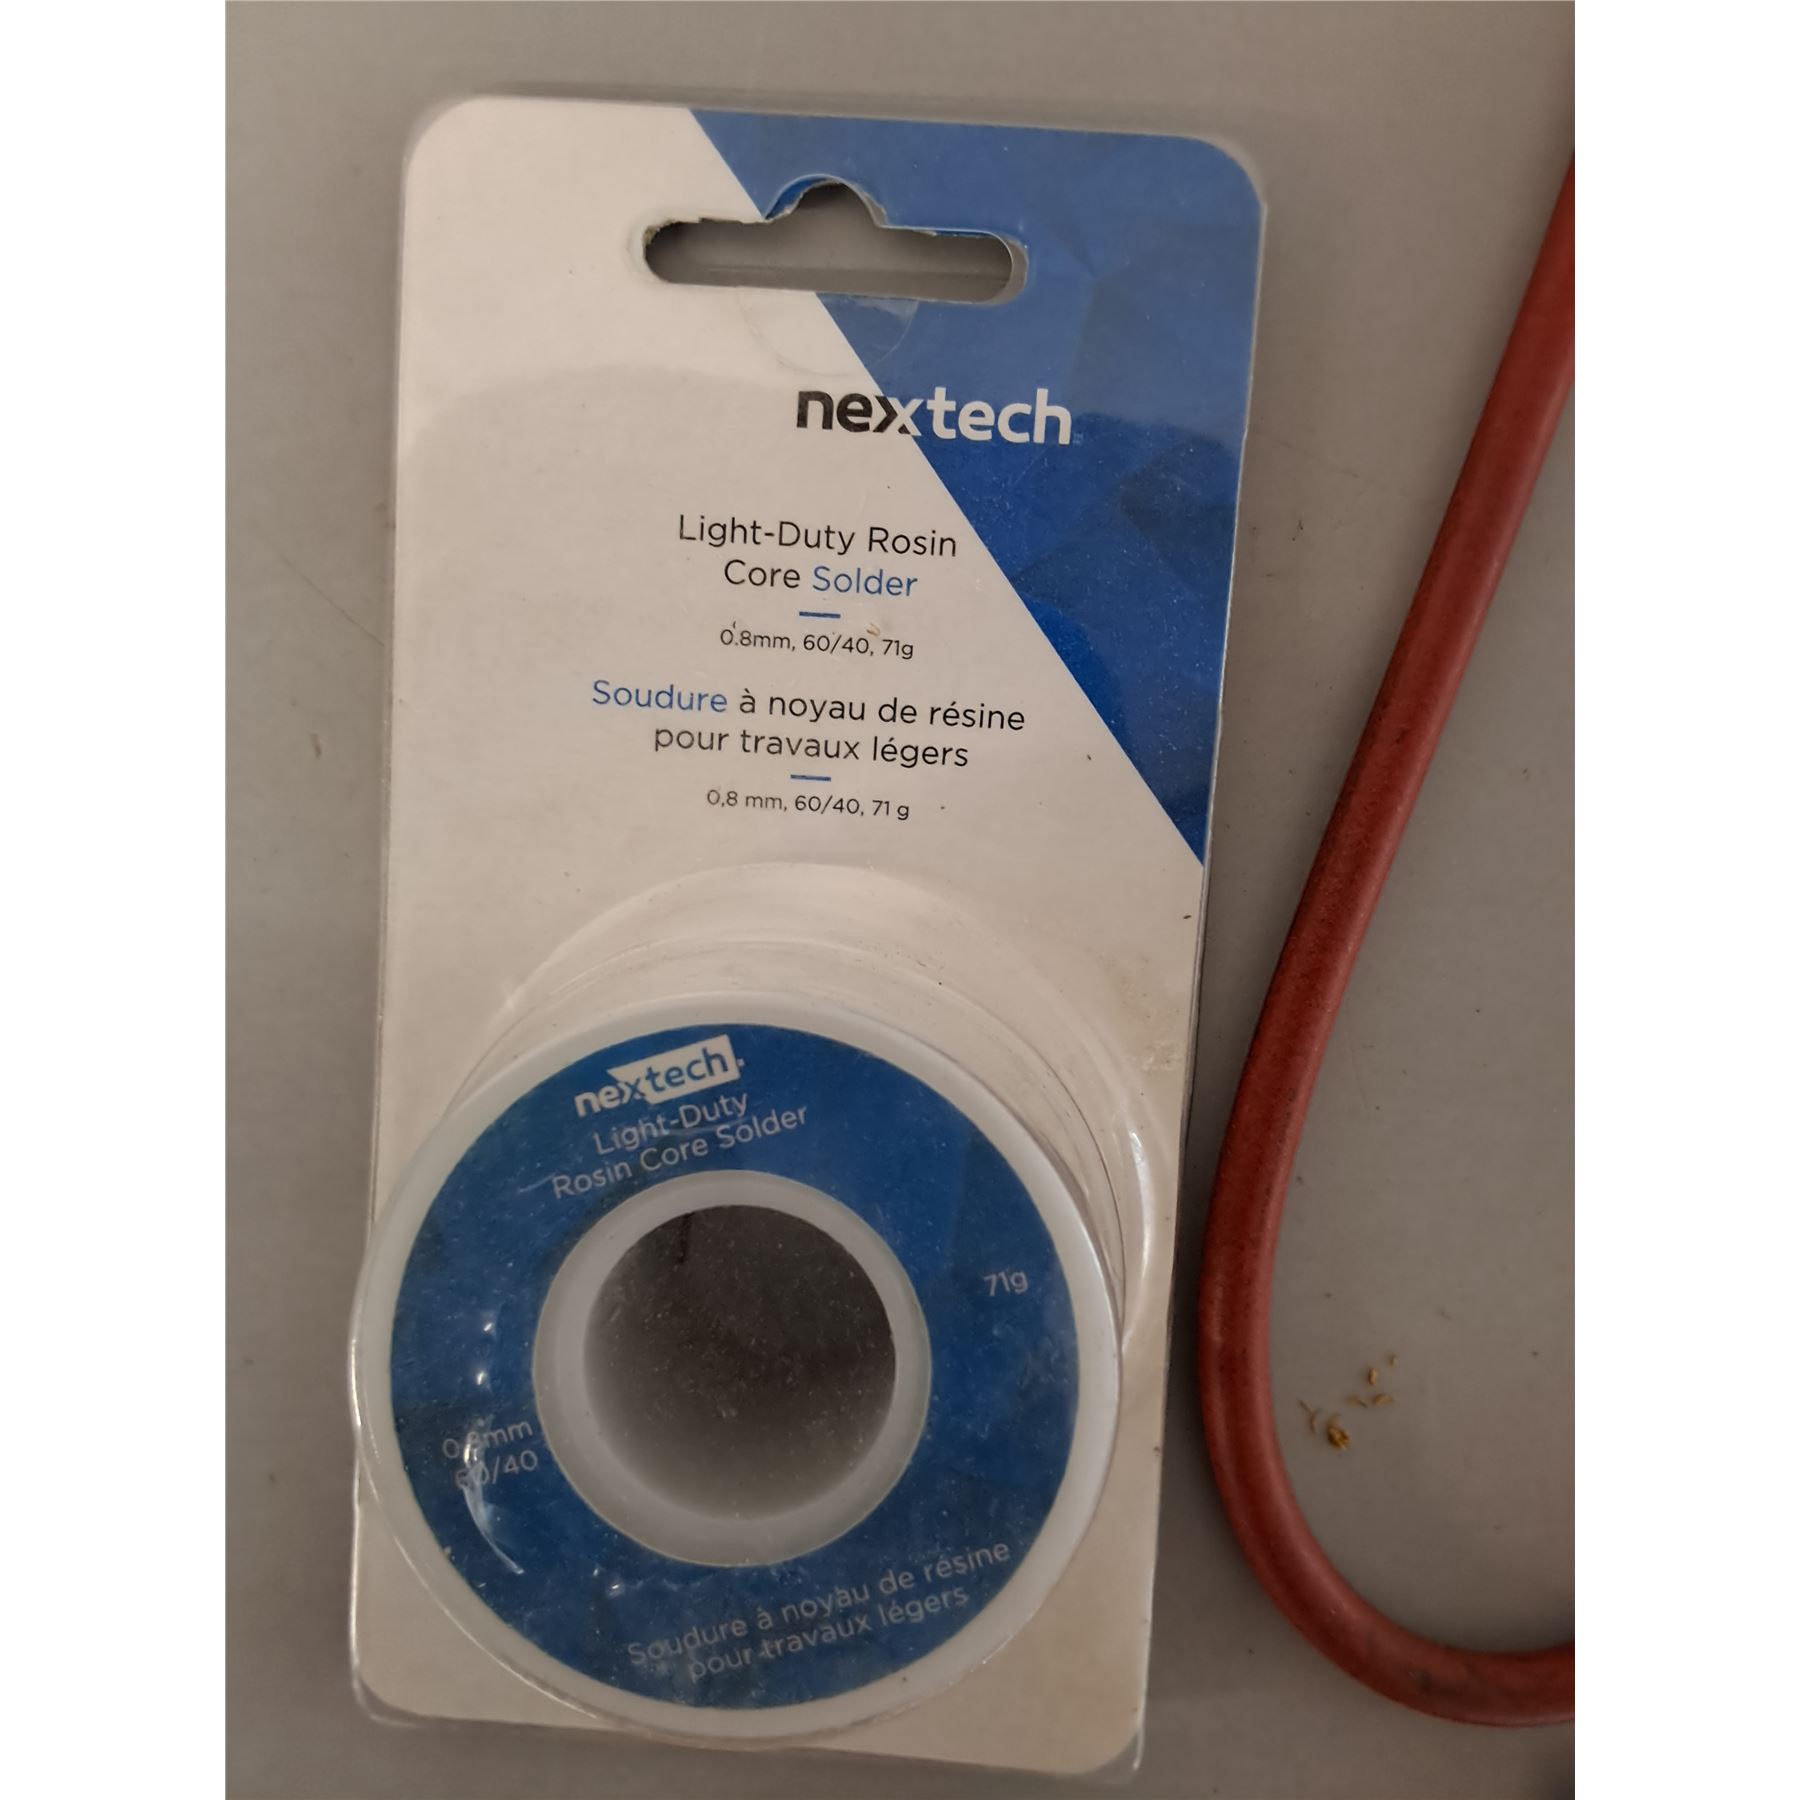 nextech
Light-Duty Rosin
Core Solder
0.8mm, 60/40, 71g
Soudure à noyau de résine
pour travaux légers
0,8 mm, 60/40, 71 g
nextech
Light-Duty
Rosin Core Solder
71g
0.8mm
60/40
Soudure à noyau de résine
pour travaux légers